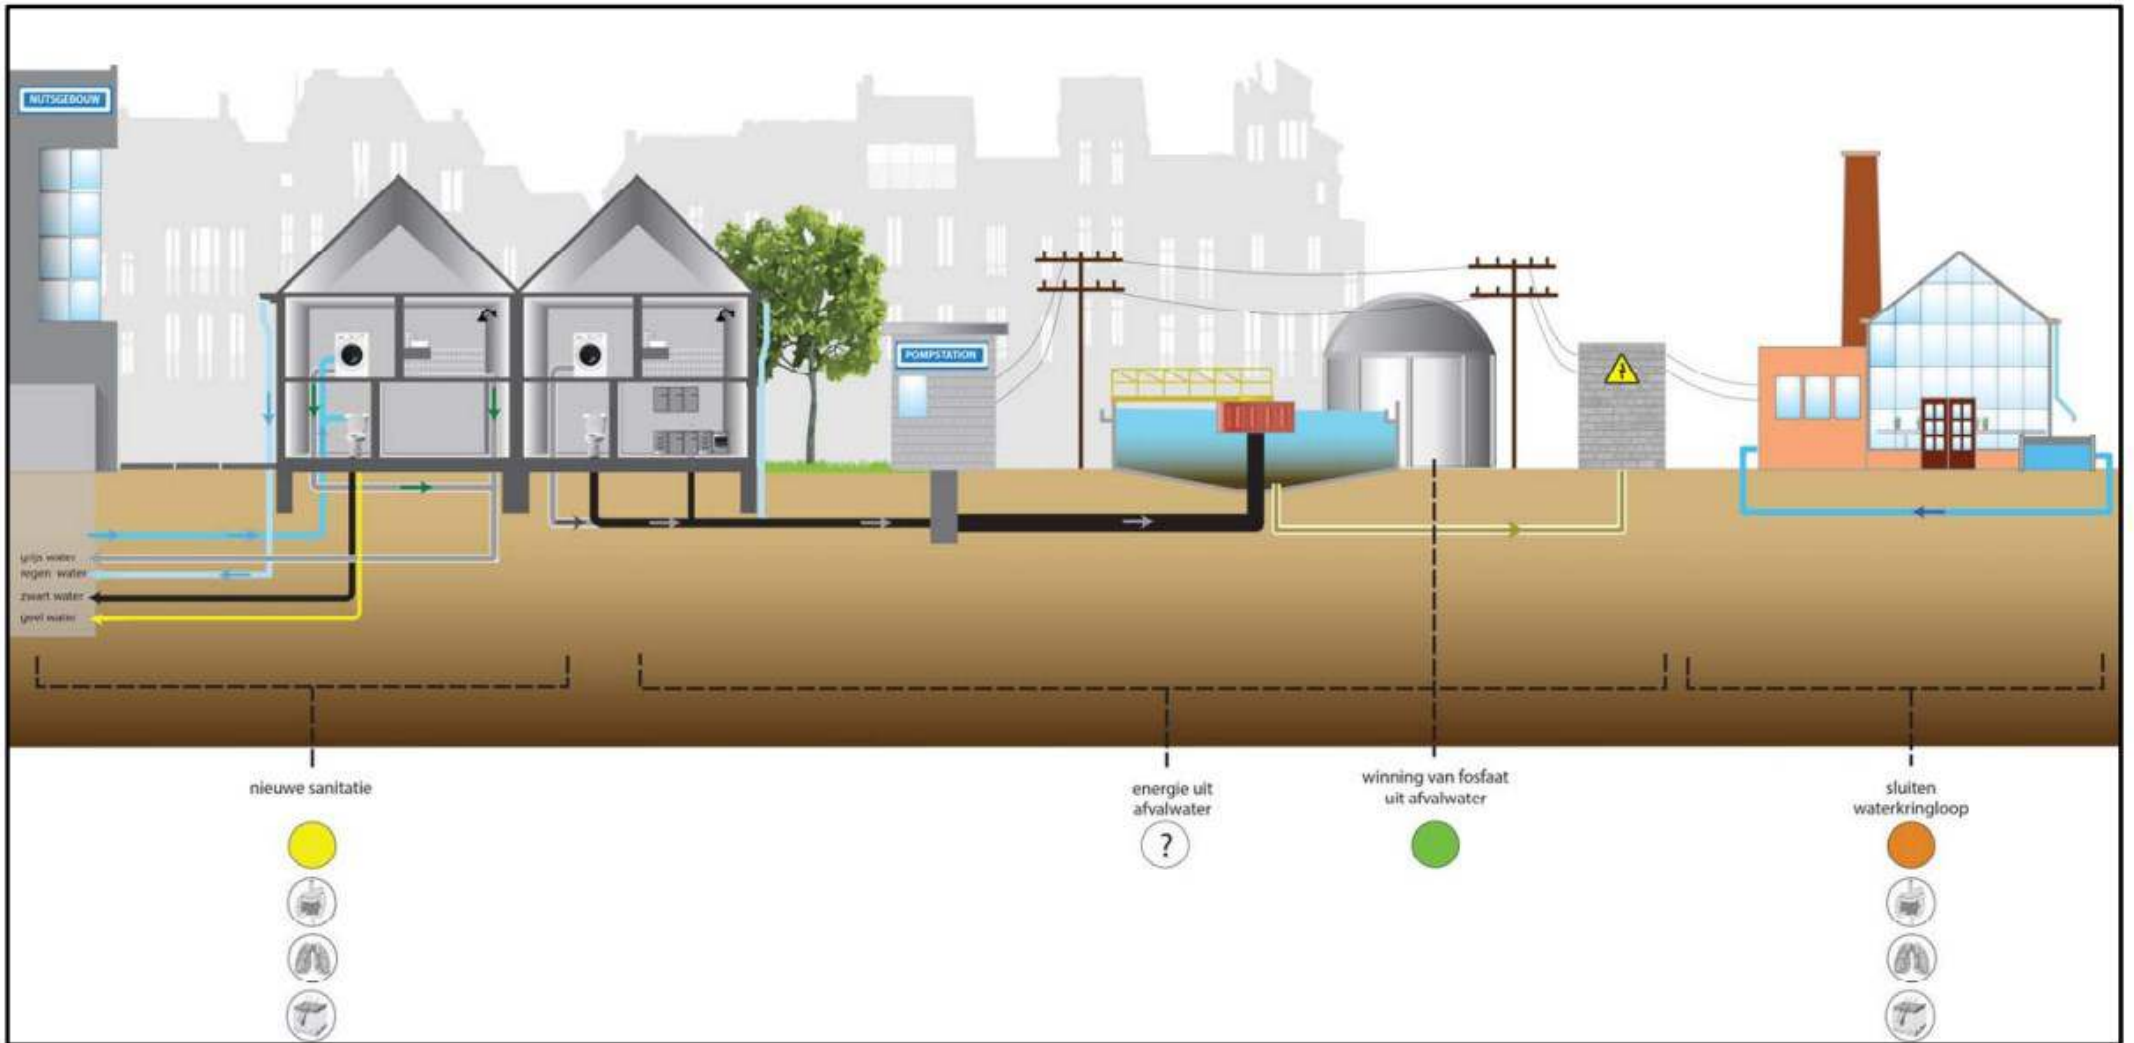 NUTSGEBOUW
POMPSTATION
grijs water
regen water
zwart water
geel water
nieuwe sanitatie
energie uit
afvalwater
?
winning van fosfaat
uit afvalwater
sluiten
waterkringloop